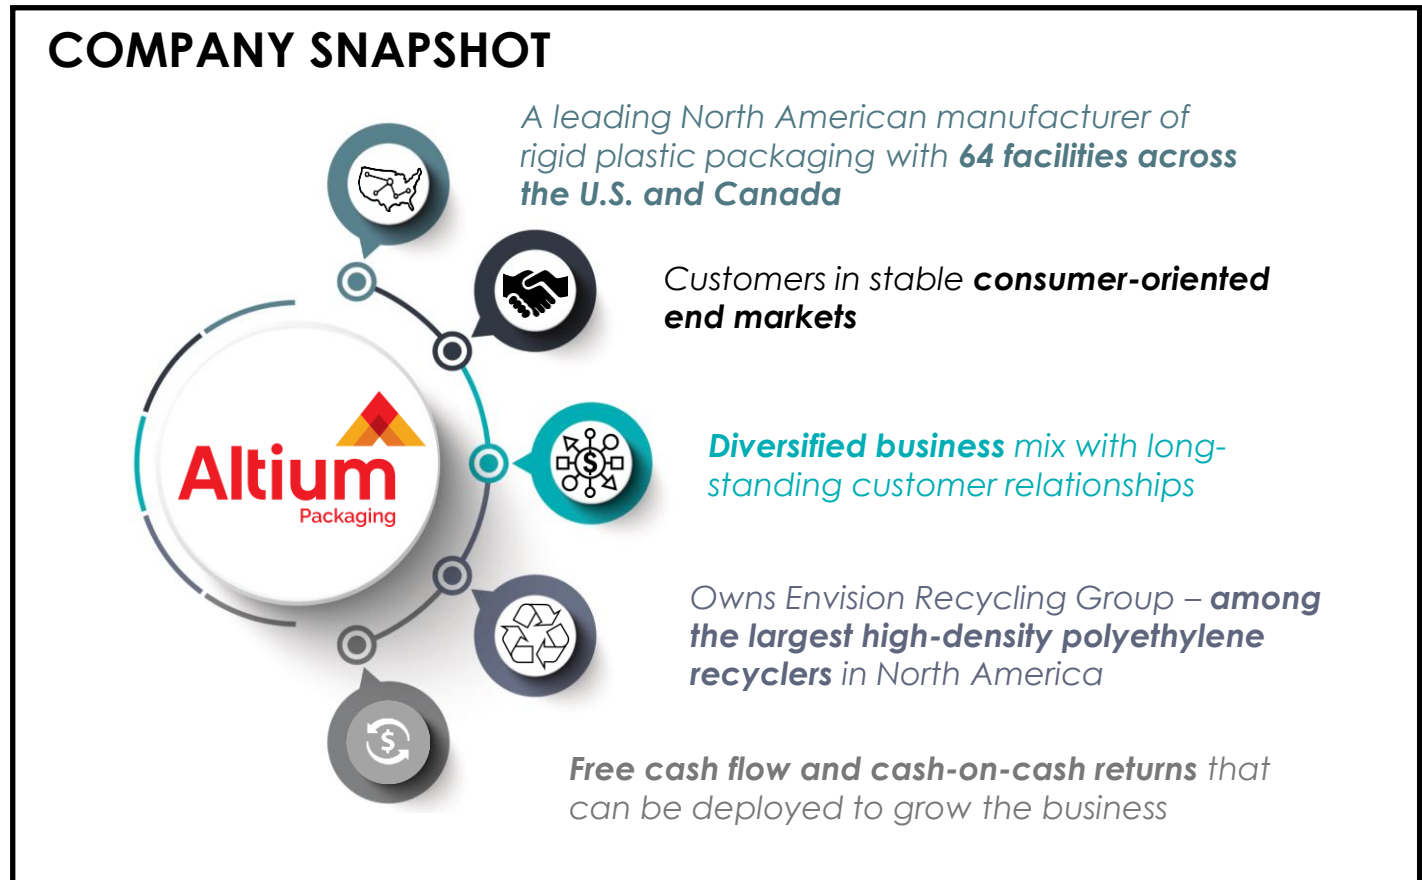 COMPANY SNAPSHOT
A leading North American manufacturer of
rigid plastic packaging with 64 facilities across
the U.S. and Canada
Customers in stable consumer-oriented
end markets
Altium
Packaging
Diversified business mix with long-
standing customer relationships
Owns Envision Recycling Group – among
the largest high-density polyethylene
recyclers in North America
Free cash flow and cash-on-cash returns that
can be deployed to grow the business
$
$